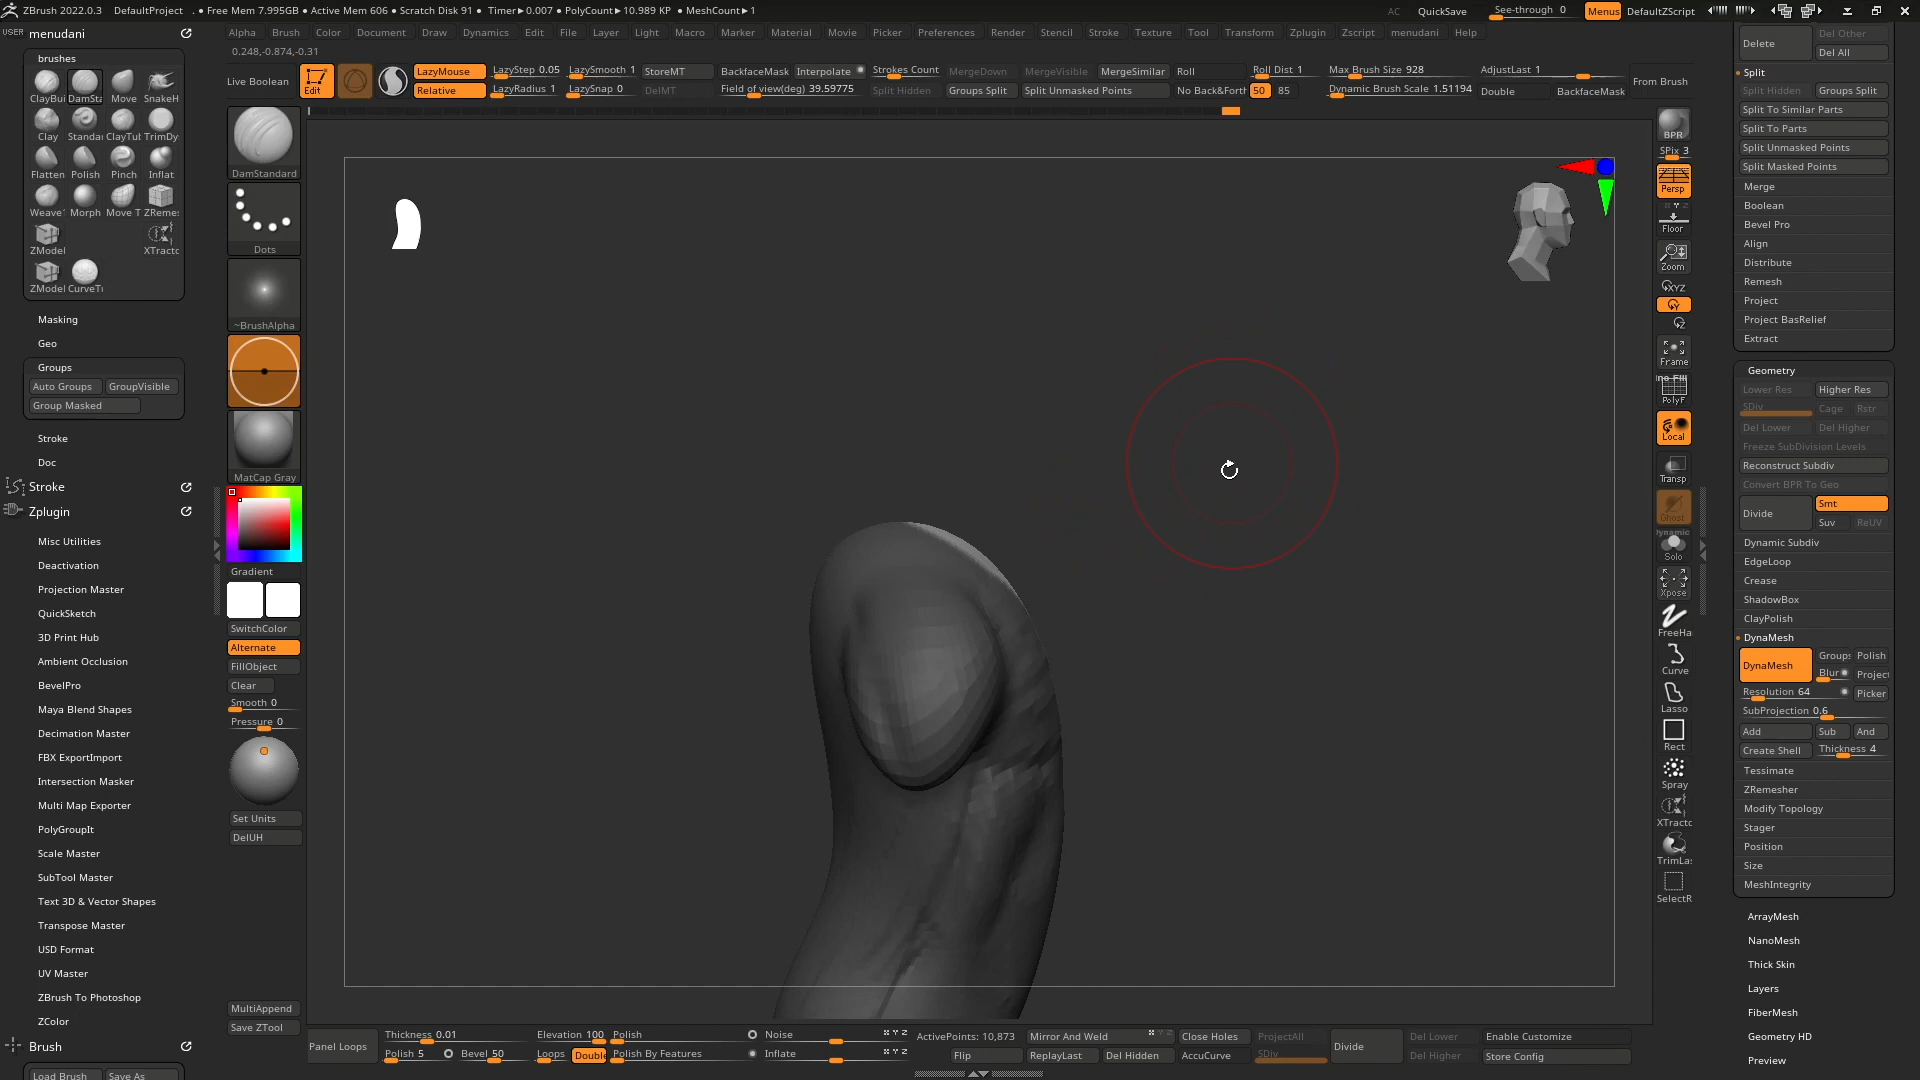 ZBrush 2022.0.3 DefaultProject . • Free Mem 7.995GB • Active Mem 606 • Scratch Disk 91 • Timer▸0.007 • PolyCount▸10.989 KP • MeshCount▸1 AC QuickSave See-through 0 Menus DefaultZScript
USER menudani
Alpha Brush Color Document Draw Dynamics Edit File Layer Light Macro Marker Material Movie Picker Preferences Render Stencil Stroke Texture Tool Transform Zplugin Zscript menudani Help
0.248,-0.874,-0.31
Live Boolean Edit
LazyMouse LazyStep 0.05 LazySmooth 1 StoreMT BackfaceMask Interpolate Strokes Count MergeDown MergeVisible MergeSimilar Roll Roll Dist 1 Max Brush Size 928 AdjustLast 1
From Brush
Relative LazyRadius 1 LazySnap 0 DelMT Field of view(deg) 39.59775 Split Hidden Groups Split Split Unmasked Points No Back&Forth 50 85 Dynamic Brush Scale 1.51194 Double BackfaceMask
brushes
ClayBui DamSta Move SnakeH
Clay Standa ClayTu TrimDy
Flatten Polish Pinch Inflat
Weave Morph Move T ZReme
ZModel XTractc
ZModel CurveT
Masking
Geo
Groups
Auto Groups GroupVisible
Group Masked
Stroke
Doc
Stroke
Zplugin
Misc Utilities
Deactivation
Projection Master
QuickSketch
3D Print Hub
Ambient Occlusion
BevelPro
Maya Blend Shapes
Decimation Master
FBX ExportImport
Intersection Masker
Multi Map Exporter
PolyGroupIt
Scale Master
SubTool Master
Text 3D & Vector Shapes
Transpose Master
USD Format
UV Master
ZBrush To Photoshop
ZColor
Brush
Load Brush Save As
DamStandard
Dots
~BrushAlpha
MatCap Gray
Gradient
SwitchColor
Alternate
FillObject
Clear
Smooth 0
Pressure 0
Set Units
DelUH
MultiAppend
Save ZTool
BPR
SPix 3
Persp
Floor
Zoom
XYZ
Y
Z
Frame
PolyF
Local
Transp
Ghost
Dynamic
Solo
Xpose
FreeHa
Curve
Lasso
Rect
Spray
XTractc
TrimLa
SelectR
Delete Del Other
Del All
Split
Split Hidden Groups Split
Split To Similar Parts
Split To Parts
Split Unmasked Points
Split Masked Points
Merge
Boolean
Bevel Pro
Align
Distribute
Remesh
Project
Project BasRelief
Extract
Geometry
Lower Res Higher Res
SDiv Cage Rstr
Del Lower Del Higher
Freeze SubDivision Levels
Reconstruct Subdiv
Convert BPR To Geo
Divide Smt
Suv ReUV
Dynamic Subdiv
EdgeLoop
Crease
ShadowBox
ClayPolish
DynaMesh
DynaMesh Group Polish
Blur Projec
Resolution 64 Picker
SubProjection 0.6
Add Sub And
Create Shell Thickness 4
Tessimate
ZRemesher
Modify Topology
Stager
Position
Size
MeshIntegrity
ArrayMesh
NanoMesh
Thick Skin
Layers
FiberMesh
Geometry HD
Preview
Panel Loops
Thickness 0.01 Elevation 100 Polish Noise X Y Z ActivePoints: 10,873 Mirror And Weld X Y Z Close Holes ProjectAll Divide Del Lower Enable Customize
Polish 5 Bevel 50 Loops Double Polish By Features Inflate X Y Z Flip ReplayLast Del Hidden AccuCurve SDiv Del Higher Store Config